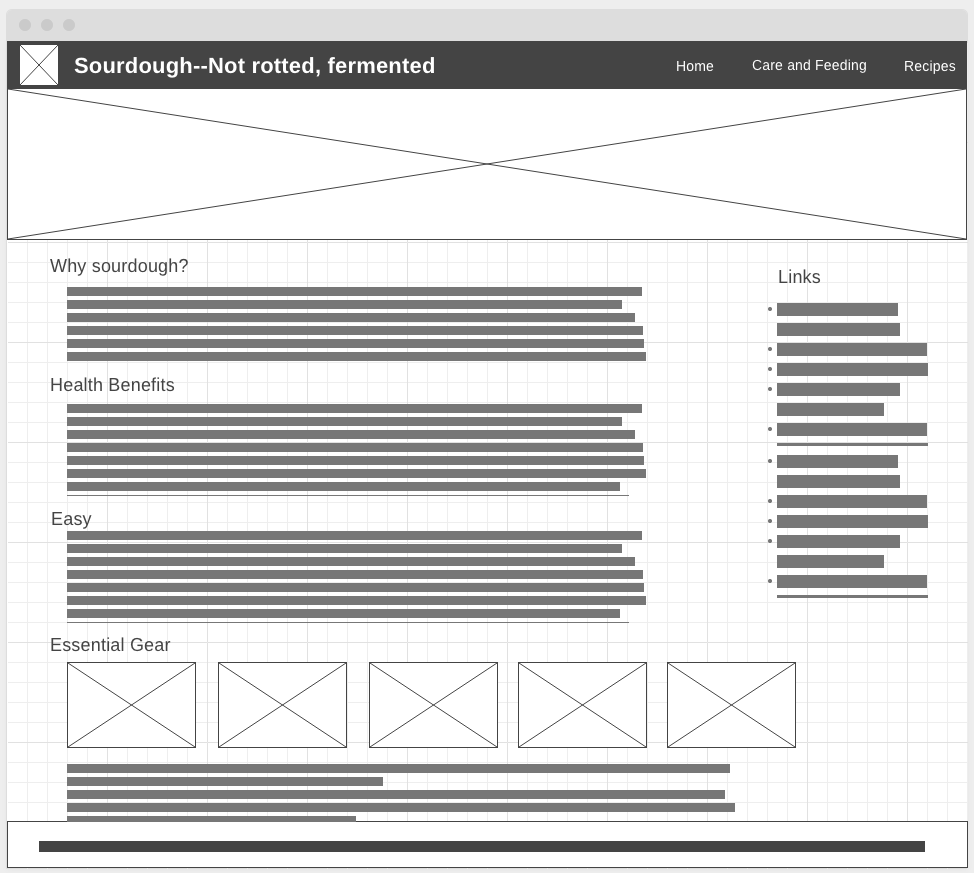 Sourdough--Not rotted, fermented
Home Care and Feeding Recipes
Why sourdough?
Health Benefits
Easy
Essential Gear
Links